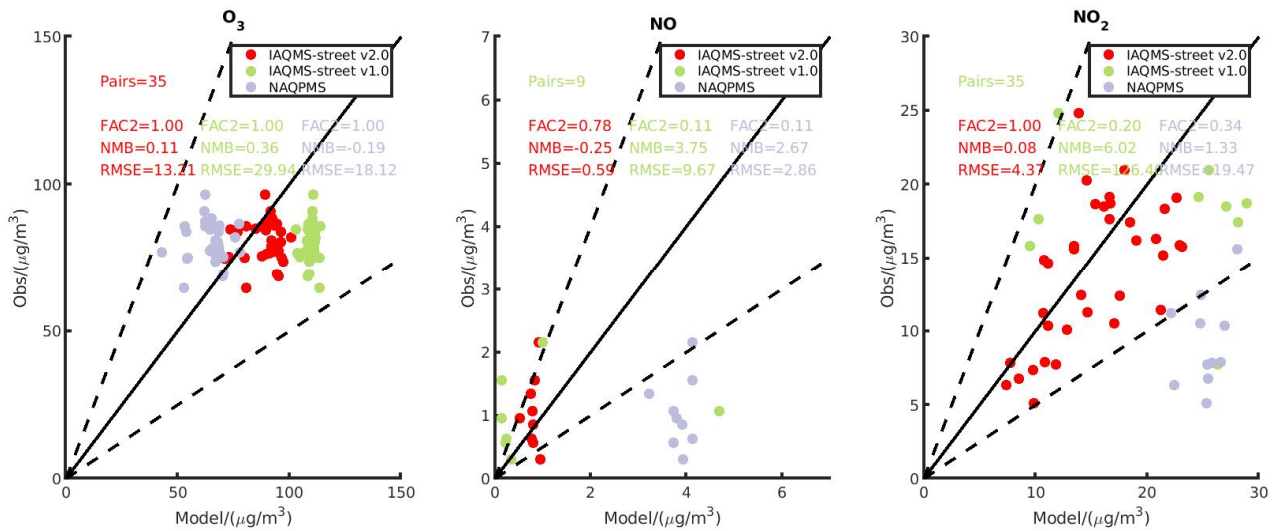 O3
150
100
50
0
0 50 100 150
Obs/(μg/m3)
Model/(μg/m3)
IAQMS-street v2.0
IAQMS-street v1.0
NAQPMS
Pairs=35
FAC2=1.00 FAC2=1.00 FAC2=1.00
NMB=0.11 NMB=0.36 NMB=-0.19
RMSE=13.21 RMSE=29.94 RMSE=18.12
NO
7
6
5
4
3
2
1
0
0 2 4 6
Obs/(μg/m3)
Model/(μg/m3)
IAQMS-street v2.0
IAQMS-street v1.0
NAQPMS
Pairs=9
FAC2=0.78 FAC2=0.11 FAC2=0.11
NMB=-0.25 NMB=3.75 NMB=2.67
RMSE=0.59 RMSE=9.67 RMSE=2.86
NO2
30
25
20
15
10
5
0
0 10 20 30
Obs/(μg/m3)
Model/(μg/m3)
IAQMS-street v2.0
IAQMS-street v1.0
NAQPMS
Pairs=35
FAC2=1.00 FAC2=0.20 FAC2=0.34
NMB=0.08 NMB=6.02 NMB=1.33
RMSE=4.37 RMSE=19.47